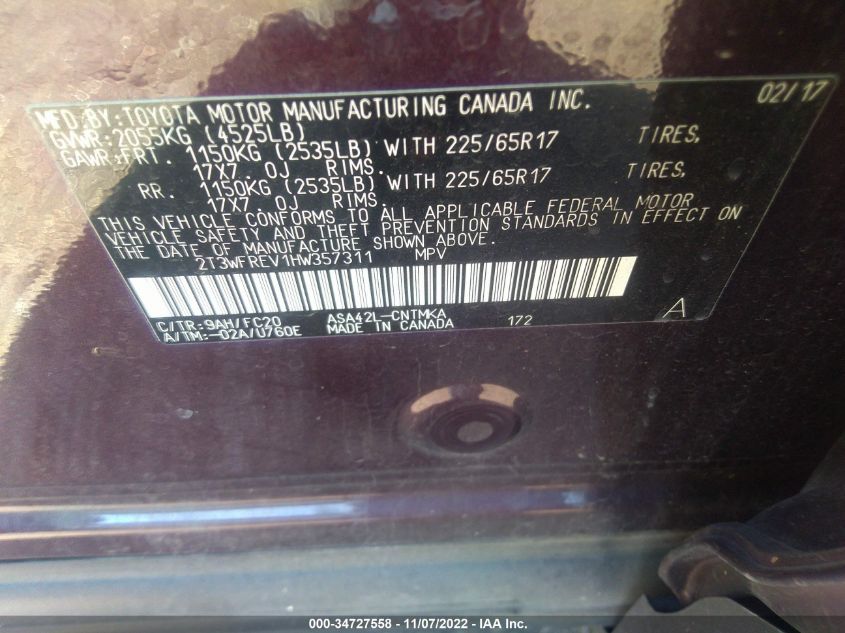 MFD. BY: TOYOTA MOTOR MANUFACTURING CANADA INC. 02/17
GVWR: 2055KG (4525LB)
GAWR: FRT. 1150KG (2535LB) WITH 225/65R17 TIRES.
17X7.0J RIMS.
RR. 1150KG (2535LB) WITH 225/65R17 TIRES.
17X7.0J RIMS.
THIS VEHICLE CONFORMS TO ALL APPLICABLE FEDERAL MOTOR
VEHICLE SAFETY AND THEFT PREVENTION STANDARDS IN EFFECT ON
THE DATE OF MANUFACTURE SHOWN ABOVE.
2T3WFREV1HW357311 MPV
C/TR: 9AH/FC20 ASA42L-CNTMKA 172 A
A/TM: -02A/U760E MADE IN CANADA
000-34727558 - 11/07/2022 - IAA Inc.